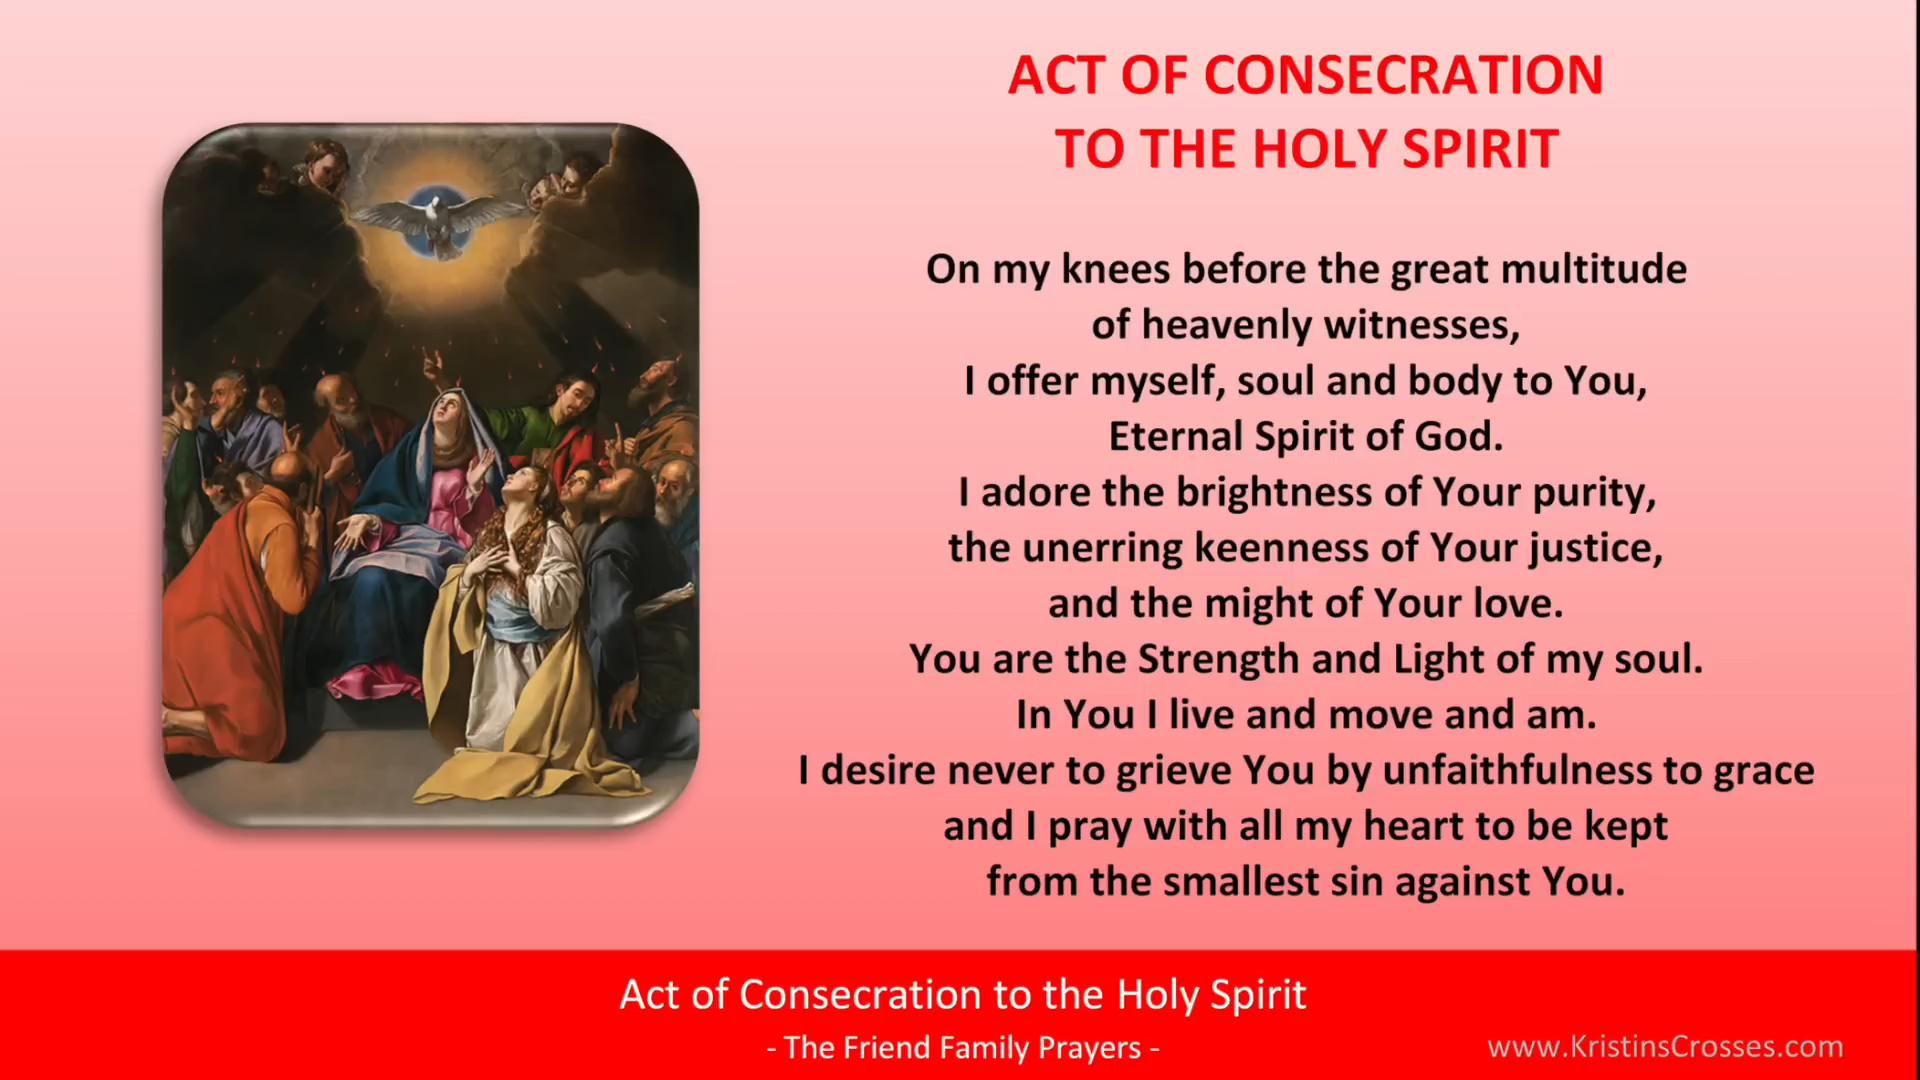 ACT OF CONSECRATION
TO THE HOLY SPIRIT
On my knees before the great multitude
of heavenly witnesses,
I offer myself, soul and body to You,
Eternal Spirit of God.
I adore the brightness of Your purity,
the unerring keenness of Your justice,
and the might of Your love.
You are the Strength and Light of my soul.
In You I live and move and am.
I desire never to grieve You by unfaithfulness to grace
and I pray with all my heart to be kept
from the smallest sin against You.
Act of Consecration to the Holy Spirit
- The Friend Family Prayers -
www.KristinsCrosses.com